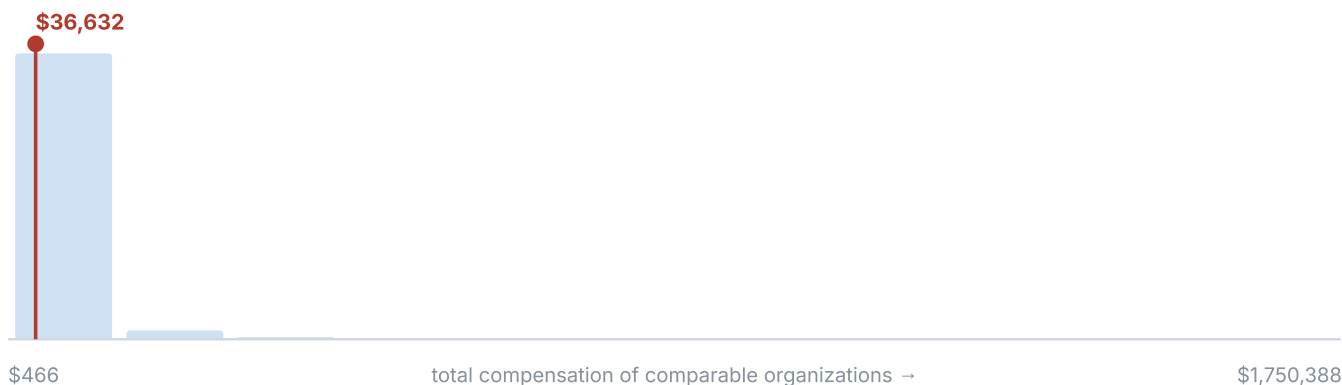 $36,632
$466
total compensation of comparable organizations →
$1,750,388